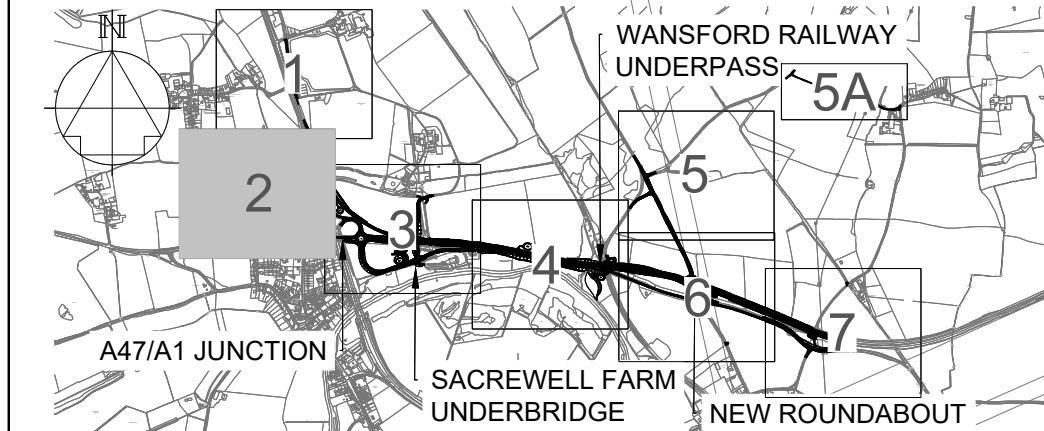 N
WANSFORD RAILWAY
UNDERPASS
1
5A
2
5
3
4
6
7
A47/A1 JUNCTION
SACREWELL FARM
UNDERBRIDGE
NEW ROUNDABOUT